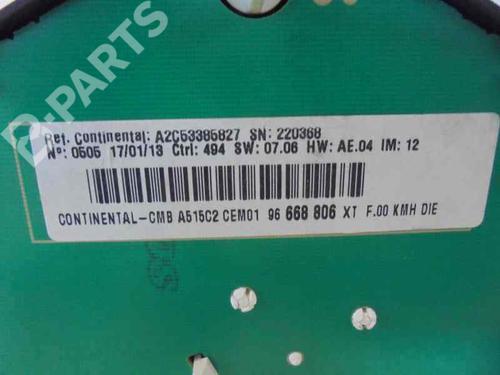 D-PARTS
Ref. Continental: A2C53385827 SN: 220368
Nº: 0505 17/01/13 Ctrl: 494 SW: 07.06 HW: AE.04 IM: 12
CONTINENTAL-CMB A515C2 CEM01 96 668 806 XT F.00 KMH DIE